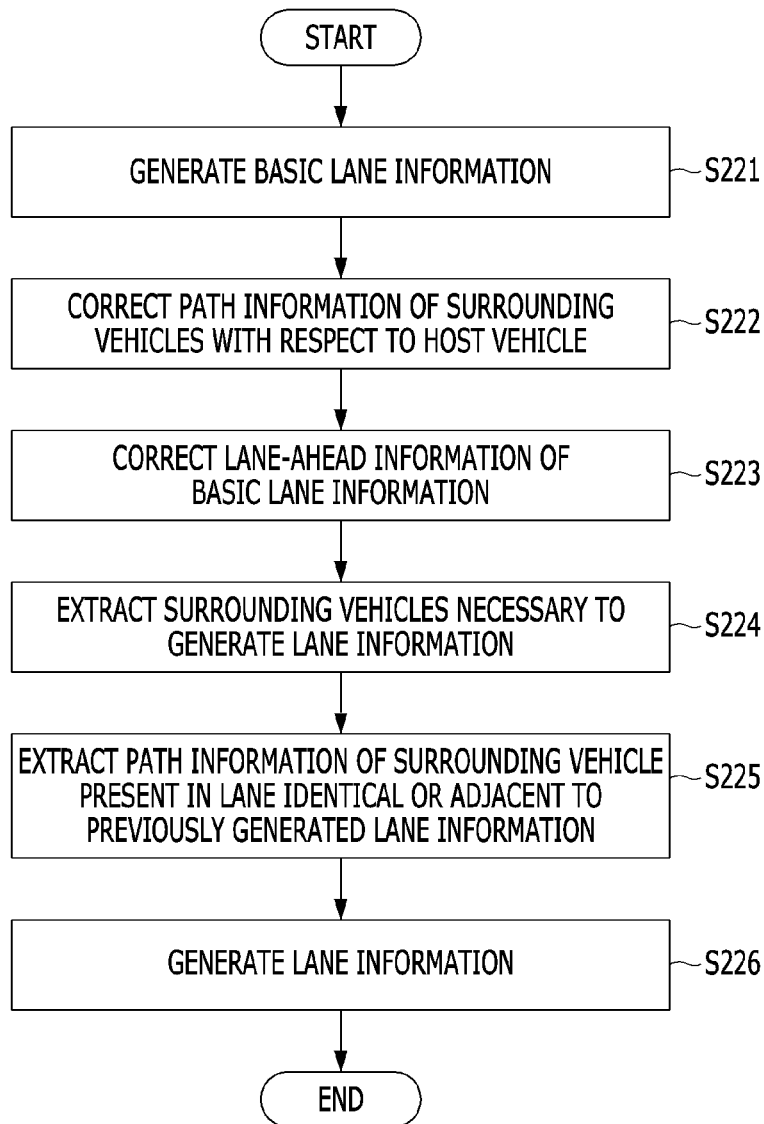 START
GENERATE BASIC LANE INFORMATION
S221
CORRECT PATH INFORMATION OF SURROUNDING
VEHICLES WITH RESPECT TO HOST VEHICLE
S222
CORRECT LANE-AHEAD INFORMATION OF
BASIC LANE INFORMATION
S223
EXTRACT SURROUNDING VEHICLES NECESSARY TO
GENERATE LANE INFORMATION
S224
EXTRACT PATH INFORMATION OF SURROUNDING VEHICLE
PRESENT IN LANE IDENTICAL OR ADJACENT TO
PREVIOUSLY GENERATED LANE INFORMATION
S225
GENERATE LANE INFORMATION
S226
END